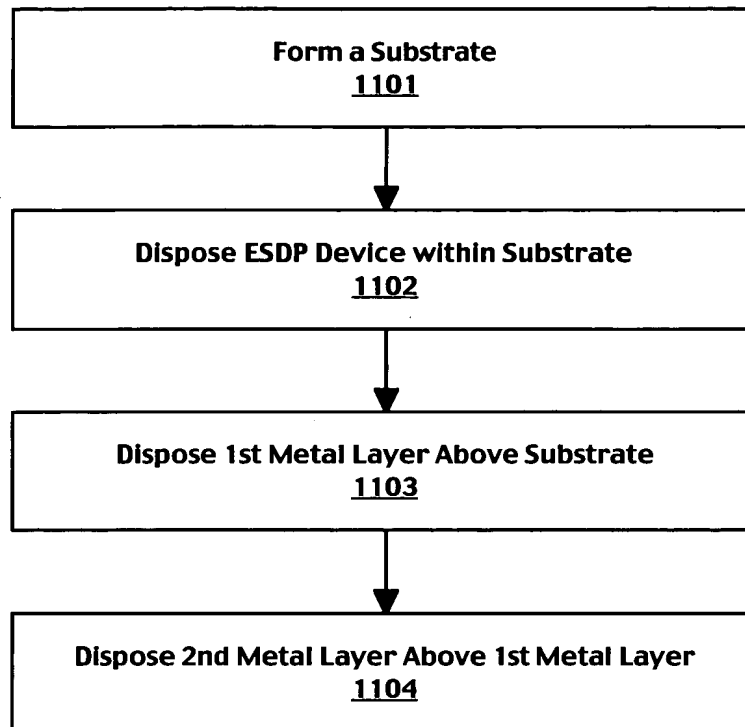 Form a Substrate
1101
Dispose ESDP Device within Substrate
1102
Dispose 1st Metal Layer Above Substrate
1103
Dispose 2nd Metal Layer Above 1st Metal Layer
1104